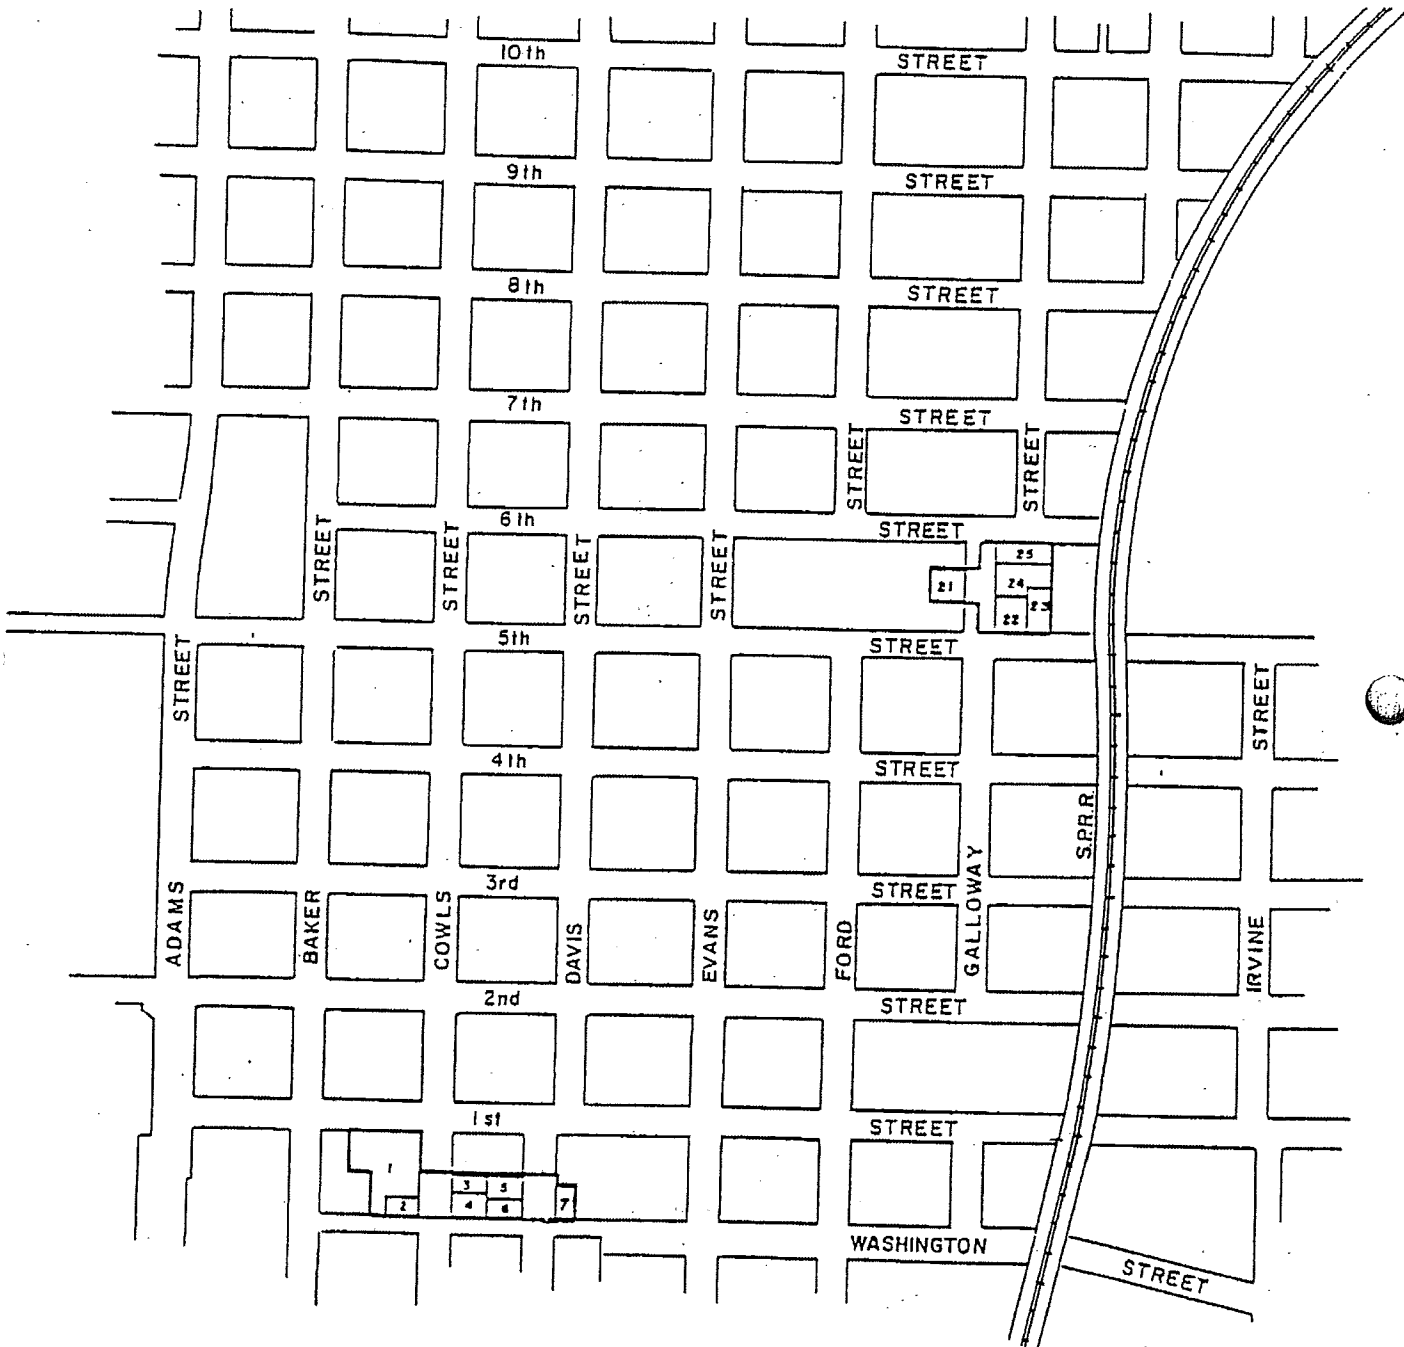 10th STREET
9th STREET
8th STREET
7th STREET
STREET STREET
6th STREET
STREET STREET STREET STREET
25
24
21
23
22
5th STREET
STREET STREET
4th STREET
S.P.R.R.
3rd STREET
ADAMS BAKER COWLS DAVIS EVANS FORD GALLOWAY IRVINE
2nd STREET
1st STREET
1
3 5
2 4 6 7
WASHINGTON STREET